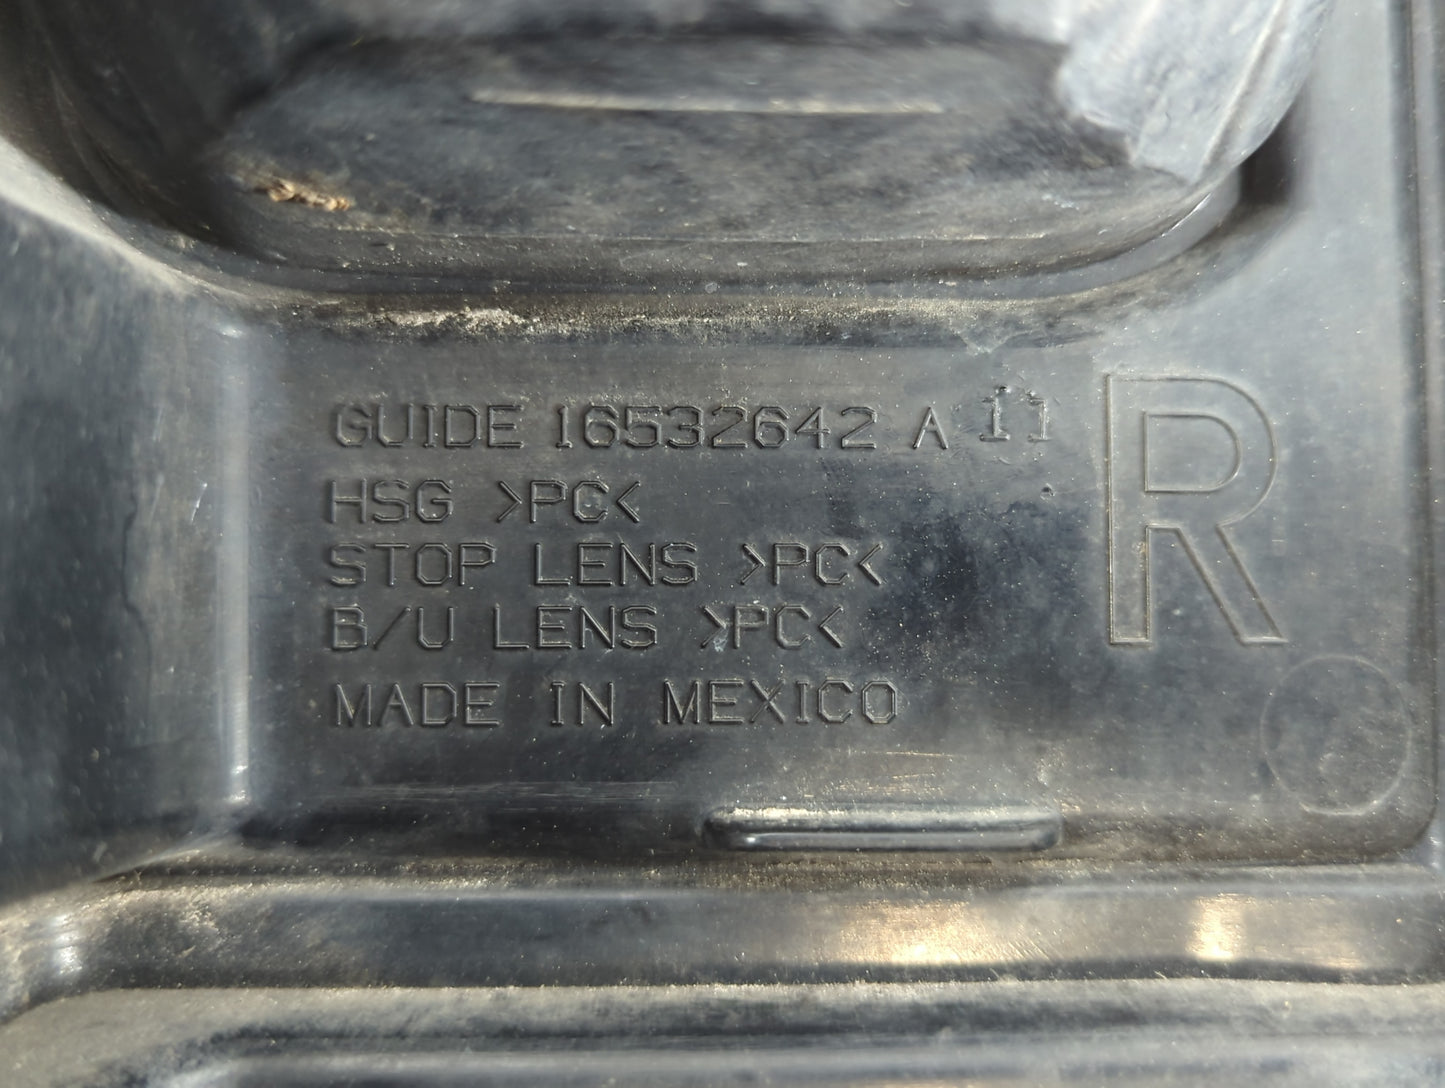 GUIDE 16532642 A 11
HSG >PC<
STOP LENS >PC<
B/U LENS >PC<
MADE IN MEXICO
R